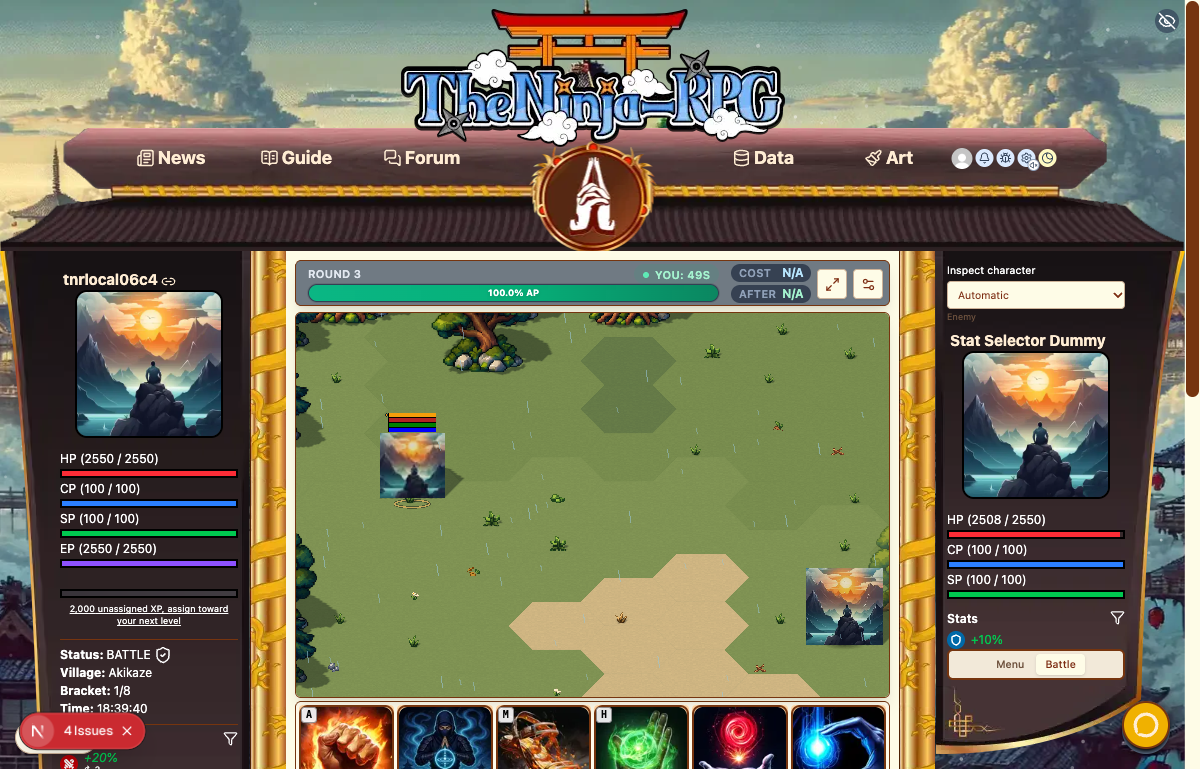 TheNinja-RPG
News
Guide
Forum
Data
Art
tnrlocal06c4
HP (2550 / 2550)
CP (100 / 100)
SP (100 / 100)
EP (2550 / 2550)
2,000 unassigned XP, assign toward
your next level
Status: BATTLE
Village: Akikaze
Bracket: 1/8
Time: 18:39:40
N 4 Issues
+20%
ROUND 3
YOU: 49S
100.0% AP
COST N/A
AFTER N/A
A
M
H
Inspect character
Automatic
Enemy
Stat Selector Dummy
HP (2508 / 2550)
CP (100 / 100)
SP (100 / 100)
Stats
+10%
Menu
Battle